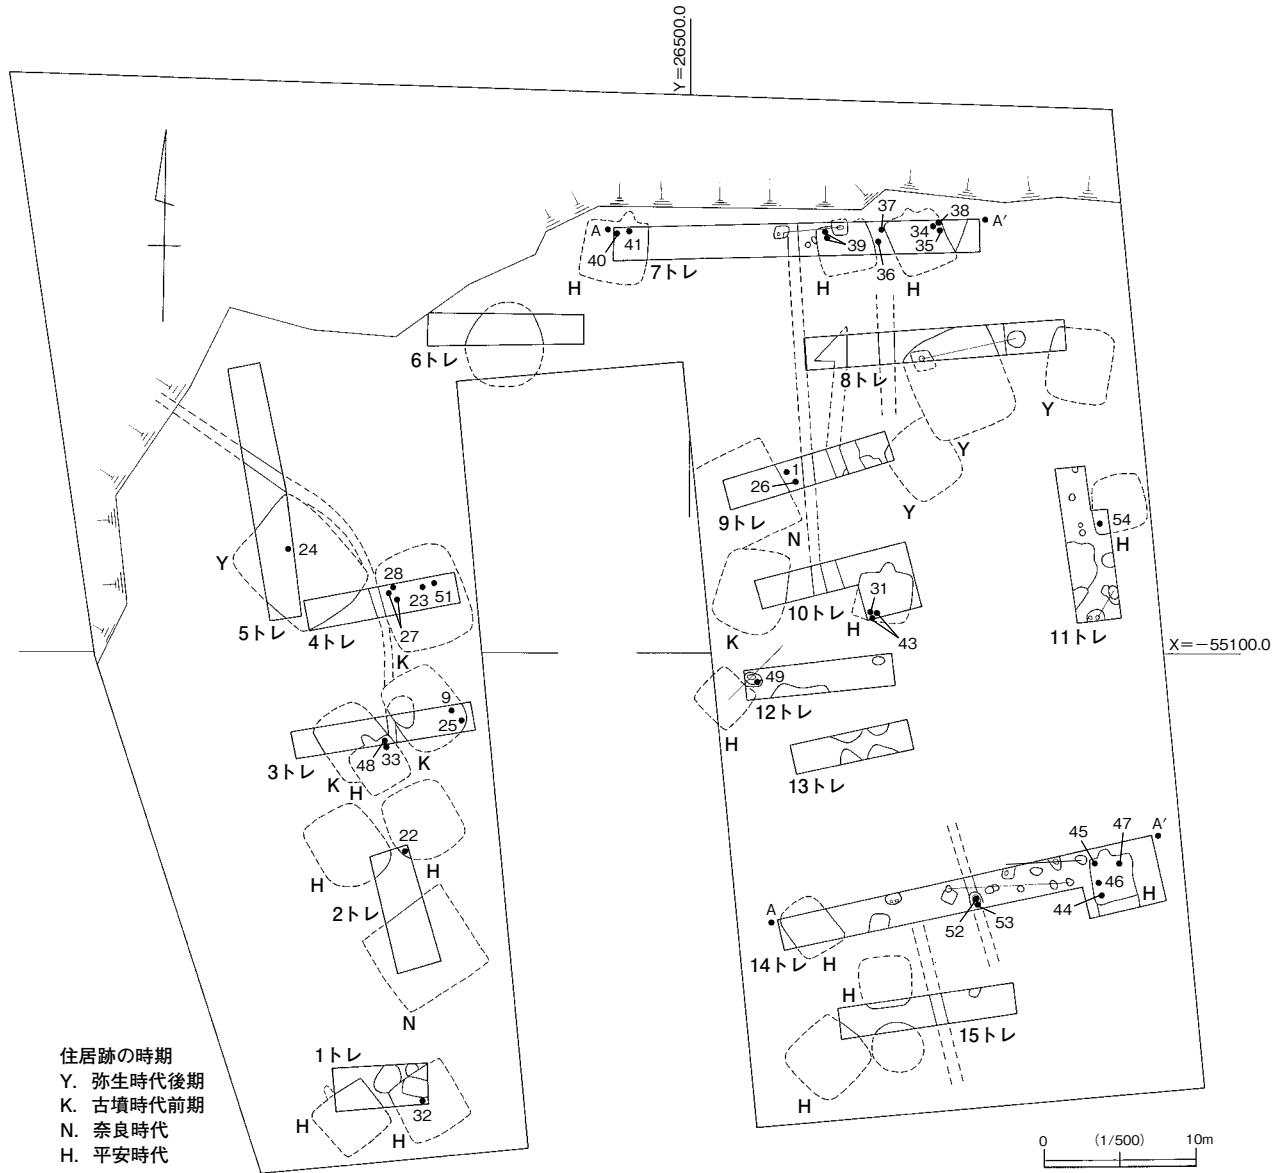 Y=26500.0
A
40
41
7トレ
39
37
36
34
38
35
A′
H
H
H
6トレ
8トレ
Y
Y
1
26
9トレ
N
Y
54
H
11トレ
Y
24
5トレ
28
23
51
27
4トレ
K
K
10トレ
31
H
43
X=−55100.0
49
12トレ
H
9
25
3トレ
48
33
K
K
H
13トレ
22
H
H
2トレ
N
A
14トレ
H
52
53
45
47
46
44
A′
H
H
15トレ
H
1トレ
32
H
H
住居跡の時期
Y. 弥生時代後期
K. 古墳時代前期
N. 奈良時代
H. 平安時代
0 (1/500) 10m